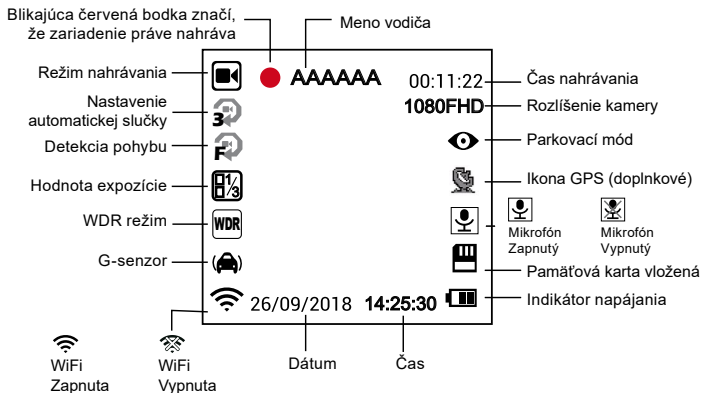 Blikajúca červená bodka značí,
že zariadenie práve nahráva
Meno vodiča
Režim nahrávania
AAAAAA
00:11:22
Čas nahrávania
Nastavenie
automatickej slučky
3
1080FHD
Rozlíšenie kamery
Detekcia pohybu
F
Parkovací mód
Hodnota expozície
1/3
Ikona GPS (doplnkové)
WDR režim
WDR
Mikrofón
Zapnutý
Mikrofón
Vypnutý
G-senzor
Pamäťová karta vložená
26/09/2018
14:25:30
Indikátor napájania
WiFi
Zapnuta
WiFi
Vypnuta
Dátum
Čas